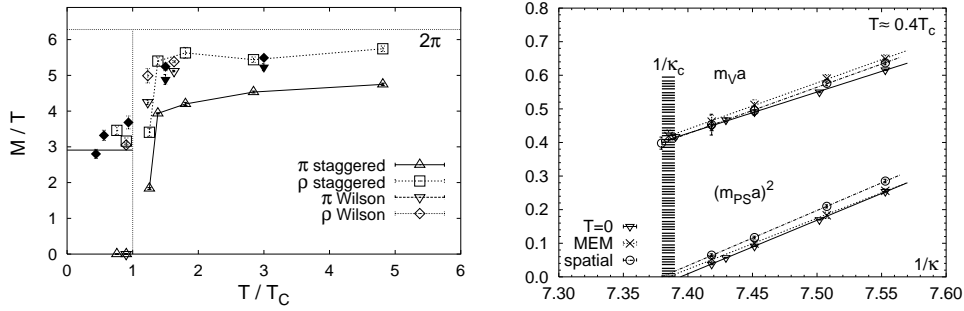 2π
7
6
5
4
3
2
1
0
M / T
π staggered
ρ staggered
π Wilson
ρ Wilson
0 1 2 3 4 5 6
T / T_C
T≈ 0.4T_c
0.8
0.7
0.6
0.5
0.4
0.3
0.2
0.1
0.0
1/κ_c
m_V a
(m_PS a)²
T=0
MEM
spatial
1/κ
7.30 7.35 7.40 7.45 7.50 7.55 7.60